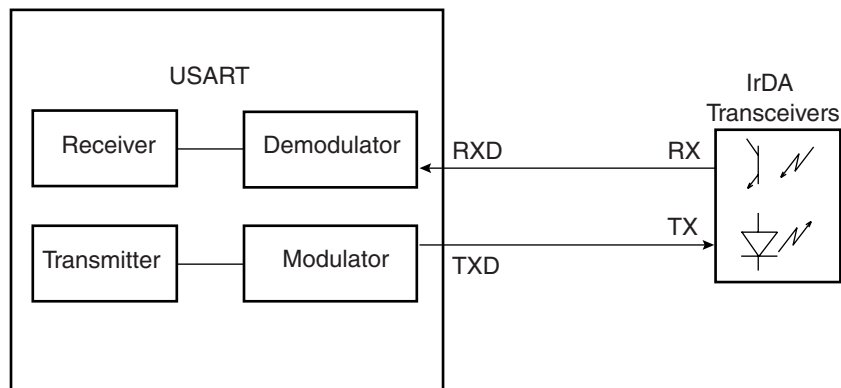 USART
IrDA
Transceivers
Receiver
Demodulator
RXD
RX
Transmitter
Modulator
TXD
TX